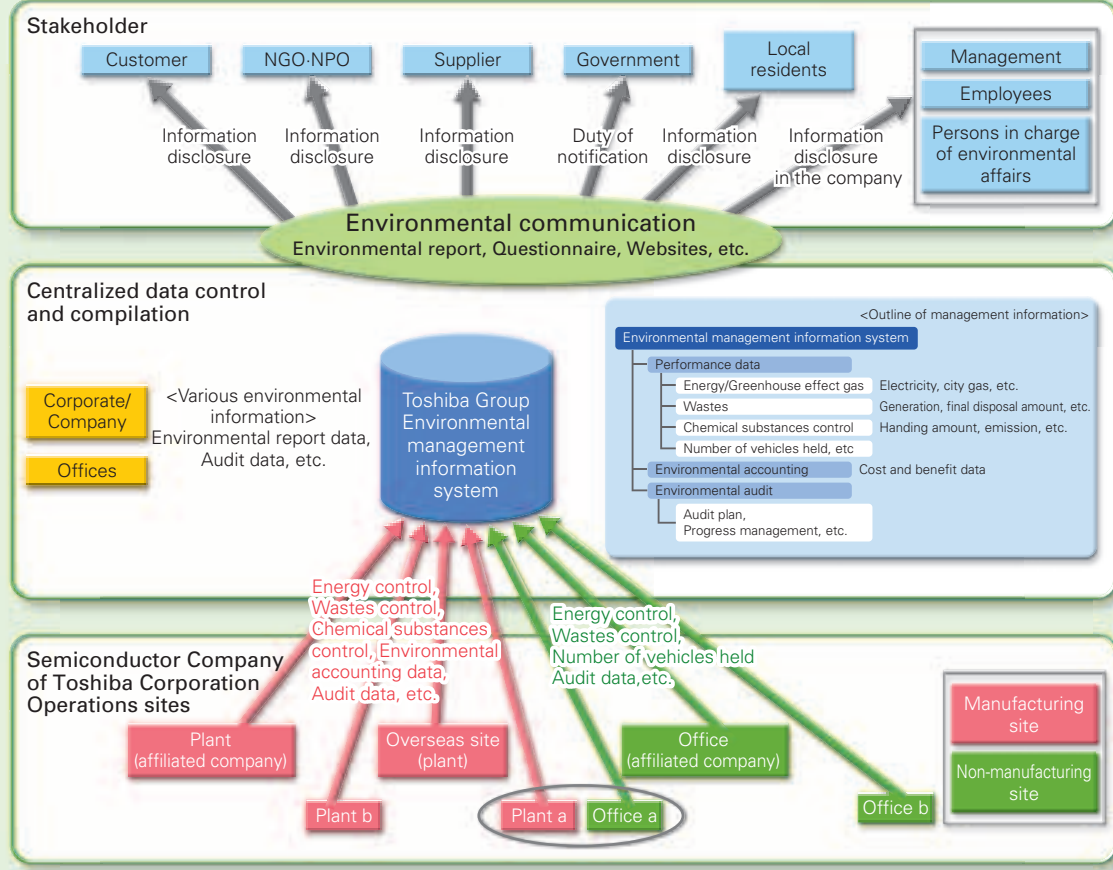 Stakeholder
Customer
NGO·NPO
Supplier
Government
Local
residents
Management
Employees
Persons in charge
of environmental
affairs
Information
disclosure
Information
disclosure
Information
disclosure
Duty of
notification
Information
disclosure
Information
disclosure
in the company
Environmental communication
Environmental report, Questionnaire, Websites, etc.
Centralized data control
and compilation
Corporate/
Company
Offices
<Various environmental
information>
Environmental report data,
Audit data, etc.
Toshiba Group
Environmental
management
information
system
<Outline of management information>
Environmental management information system
Performance data
Energy/Greenhouse effect gas Electricity, city gas, etc.
Wastes Generation, final disposal amount, etc.
Chemical substances control Handing amount, emission, etc.
Number of vehicles held, etc
Environmental accounting Cost and benefit data
Environmental audit
Audit plan,
Progress management, etc.
Energy control,
Wastes control,
Chemical substances
control, Environmental
accounting data,
Audit data, etc.
Energy control,
Wastes control,
Number of vehicles held
Audit data,etc.
Semiconductor Company
of Toshiba Corporation
Operations sites
Plant
(affiliated company)
Overseas site
(plant)
Office
(affiliated company)
Plant b
Plant a
Office a
Office b
Manufacturing
site
Non-manufacturing
site